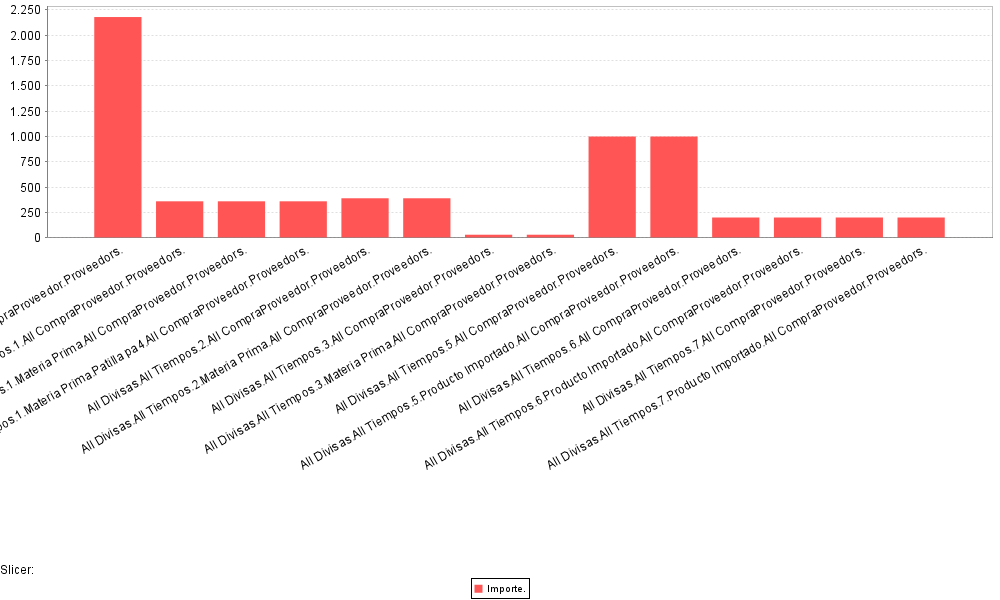 2.250
2.000
1.750
1.500
1.250
1.000
750
500
250
0
praProveedor.Proveedors.
os.1.All CompraProveedor.Proveedors.
s.1.Materia Prima.All CompraProveedor.Proveedors.
pos.1.Materia Prima.Patilla pa4.All CompraProveedor.Proveedors.
All Divisas.All Tiempos.2.All CompraProveedor.Proveedors.
All Divisas.All Tiempos.2.Materia Prima.All CompraProveedor.Proveedors.
All Divisas.All Tiempos.3.All CompraProveedor.Proveedors.
All Divisas.All Tiempos.3.Materia Prima.All CompraProveedor.Proveedors.
All Divisas.All Tiempos.5.All CompraProveedor.Proveedors.
All Divisas.All Tiempos.5.Producto Importado.All CompraProveedor.Proveedors.
All Divisas.All Tiempos.6.All CompraProveedor.Proveedors.
All Divisas.All Tiempos.6.Producto Importado.All CompraProveedor.Proveedors.
All Divisas.All Tiempos.7.All CompraProveedor.Proveedors.
All Divisas.All Tiempos.7.Producto Importado.All CompraProveedor.Proveedors.
Slicer:
Importe.